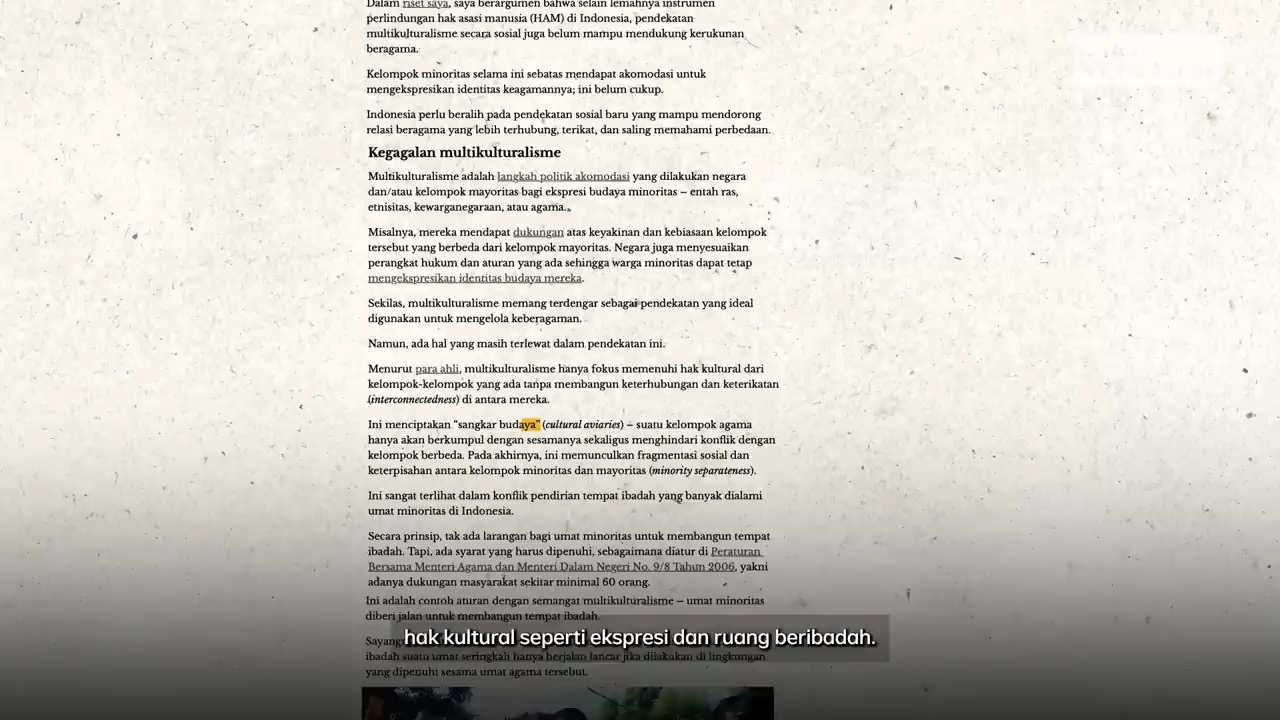 Dalam riset saya, saya berargumen bahwa selain lemahnya instrumen
perlindungan hak asasi manusia (HAM) di Indonesia, pendekatan
multikulturalisme secara sosial juga belum mampu mendukung kerukunan
beragama.
Kelompok minoritas selama ini sebatas mendapat akomodasi untuk
mengekspresikan identitas keagamannya; ini belum cukup.
Indonesia perlu beralih pada pendekatan sosial baru yang mampu mendorong
relasi beragama yang lebih terhubung, terikat, dan saling memahami perbedaan.
Kegagalan multikulturalisme
Multikulturalisme adalah langkah politik akomodasi yang dilakukan negara
dan/atau kelompok mayoritas bagi ekspresi budaya minoritas – entah ras,
etnisitas, kewarganegaraan, atau agama.
Misalnya, mereka mendapat dukungan atas keyakinan dan kebiasaan kelompok
tersebut yang berbeda dari kelompok mayoritas. Negara juga menyesuaikan
perangkat hukum dan aturan yang ada sehingga warga minoritas dapat tetap
mengekspresikan identitas budaya mereka.
Sekilas, multikulturalisme memang terdengar sebagai pendekatan yang ideal
digunakan untuk mengelola keberagaman.
Namun, ada hal yang masih terlewat dalam pendekatan ini.
Menurut para ahli, multikulturalisme hanya fokus memenuhi hak kultural dari
kelompok-kelompok yang ada tanpa membangun keterhubungan dan keterikatan
(interconnectedness) di antara mereka.
Ini menciptakan “sangkar budaya” (cultural aviaries) – suatu kelompok agama
hanya akan berkumpul dengan sesamanya sekaligus menghindari konflik dengan
kelompok berbeda. Pada akhirnya, ini memunculkan fragmentasi sosial dan
keterpisahan antara kelompok minoritas dan mayoritas (minority separateness).
Ini sangat terlihat dalam konflik pendirian tempat ibadah yang banyak dialami
umat minoritas di Indonesia.
Secara prinsip, tak ada larangan bagi umat minoritas untuk membangun tempat
ibadah. Tapi, ada syarat yang harus dipenuhi, sebagaimana diatur di Peraturan
Bersama Menteri Agama dan Menteri Dalam Negeri No. 9/8 Tahun 2006, yakni
adanya dukungan masyarakat sekitar minimal 60 orang.
Ini adalah contoh aturan dengan semangat multikulturalisme – umat minoritas
diberi jalan untuk membangun tempat ibadah.
hak kultural seperti ekspresi dan ruang beribadah.
ibadah suatu umat seringkali hanya berjalan lancar jika dilakukan di lingkungan
yang dipenuhi sesama umat agama tersebut.